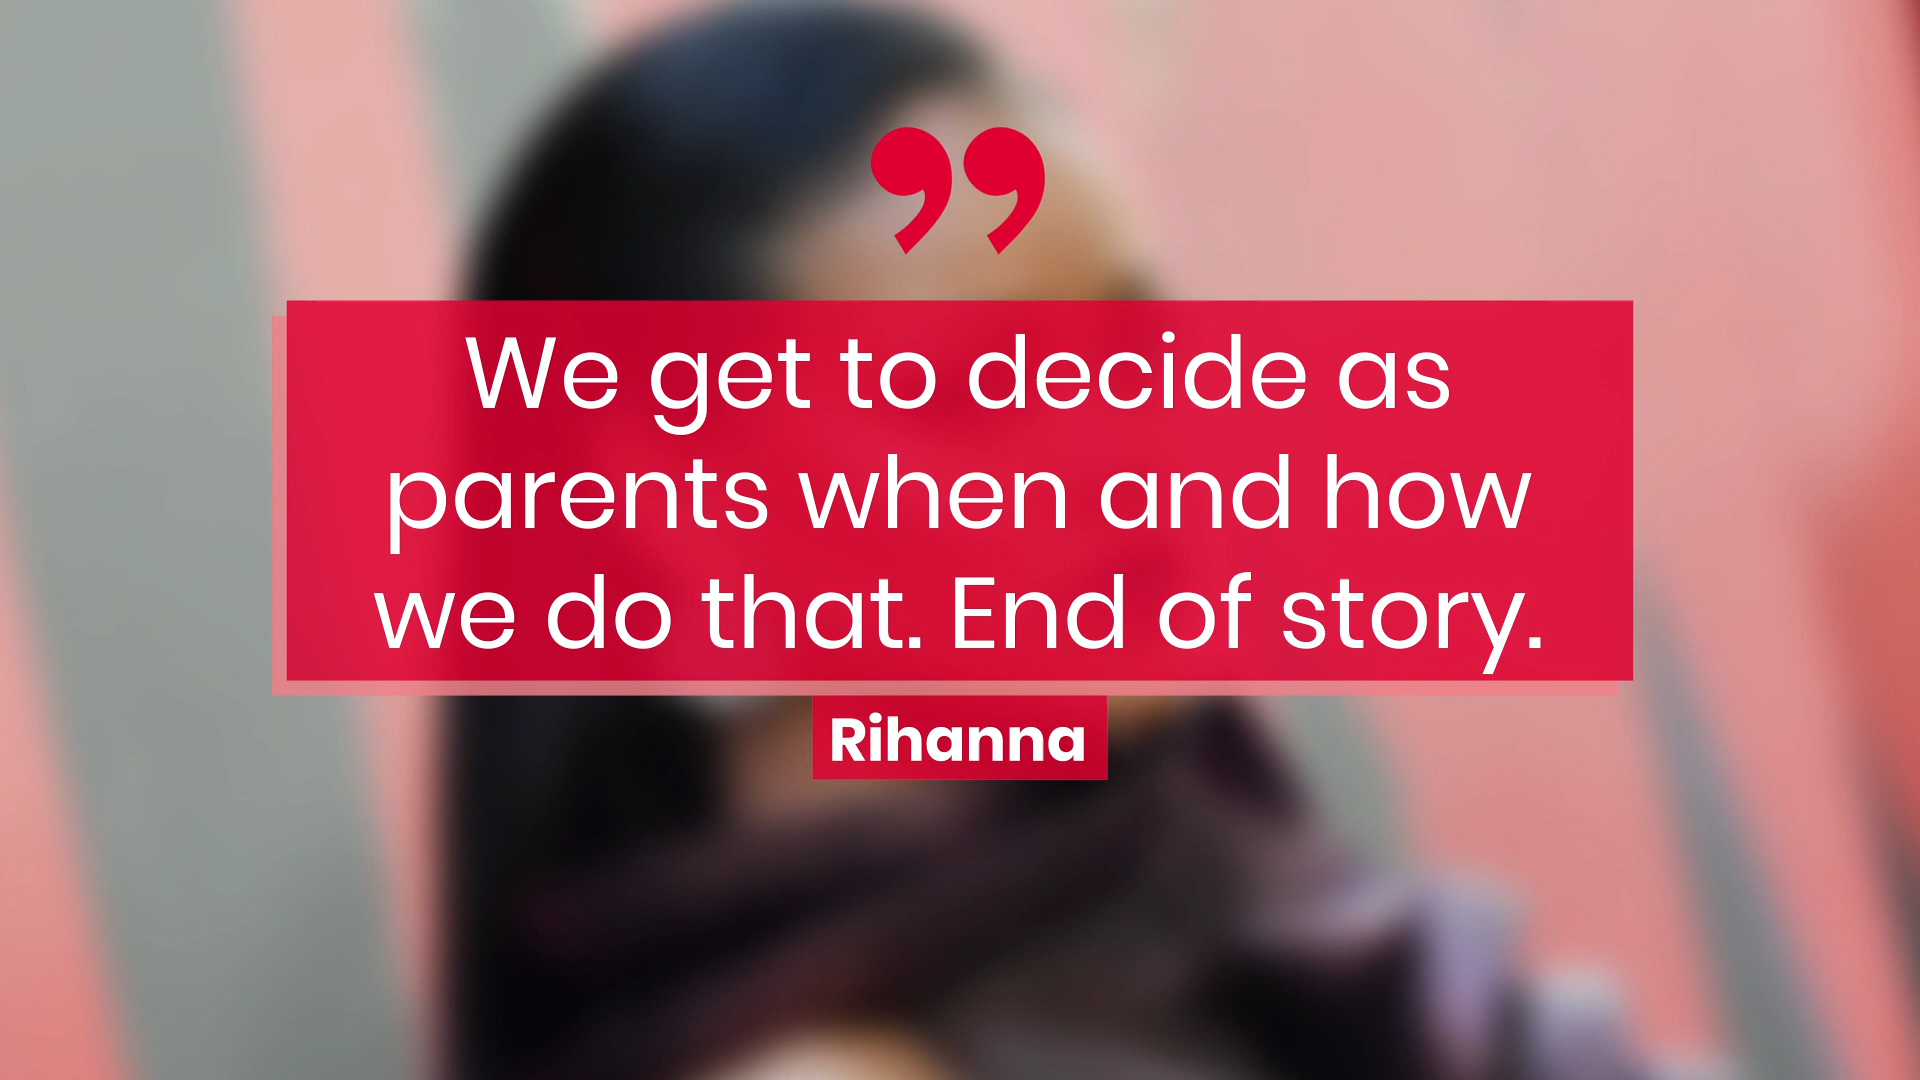 ”
We get to decide as
parents when and how
we do that. End of story.
Rihanna